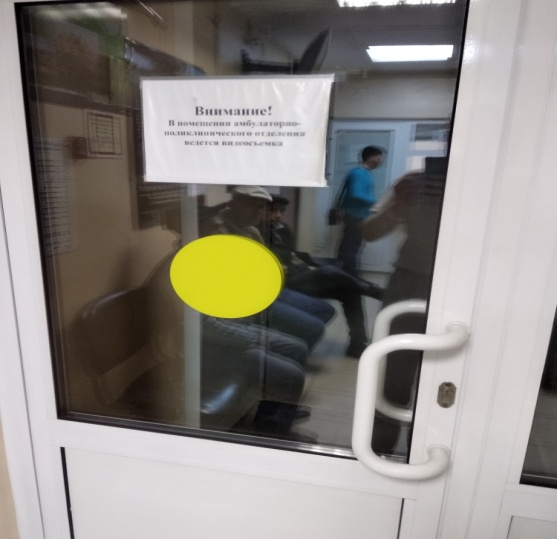 Внимание!
В помещении амбулаторно-
поликлинического отделения
ведется видеосъемка